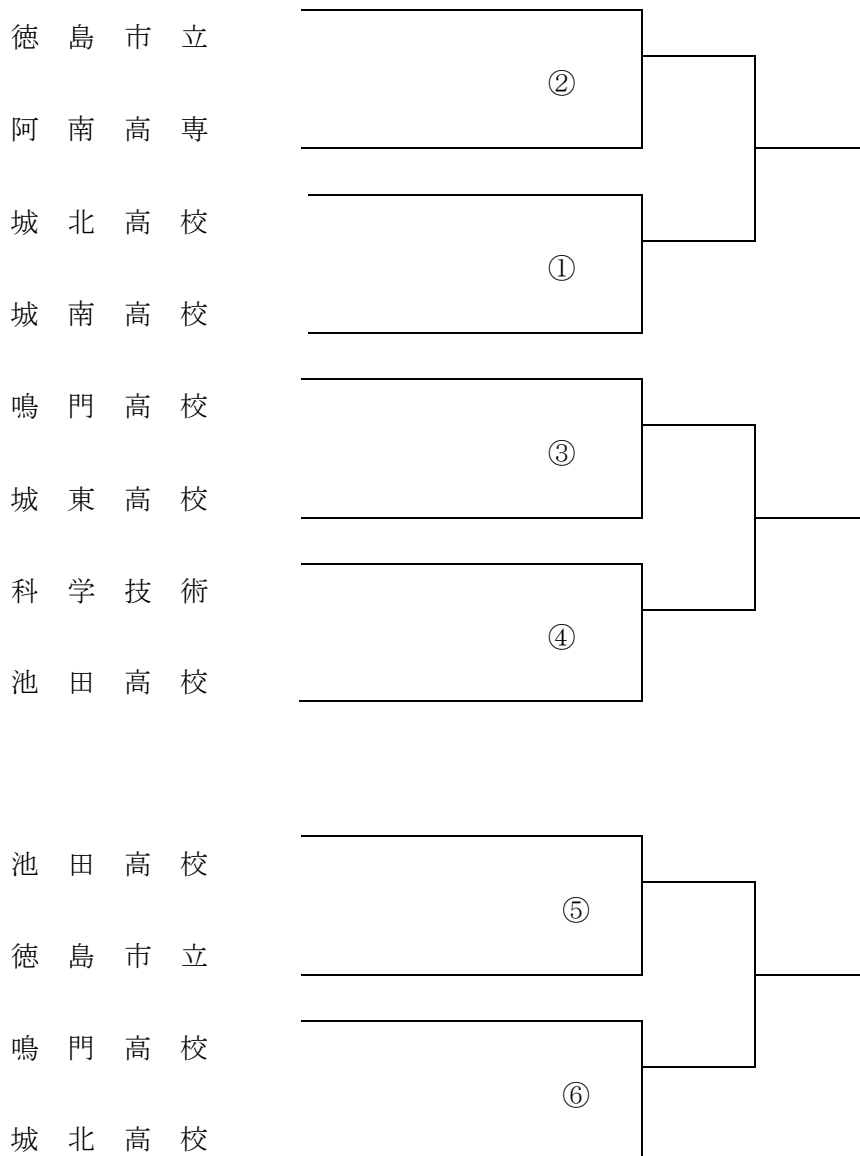 徳島市立
②
阿南高専
城北高校
①
城南高校
鳴門高校
③
城東高校
科学技術
④
池田高校
池田高校
⑤
徳島市立
鳴門高校
⑥
城北高校